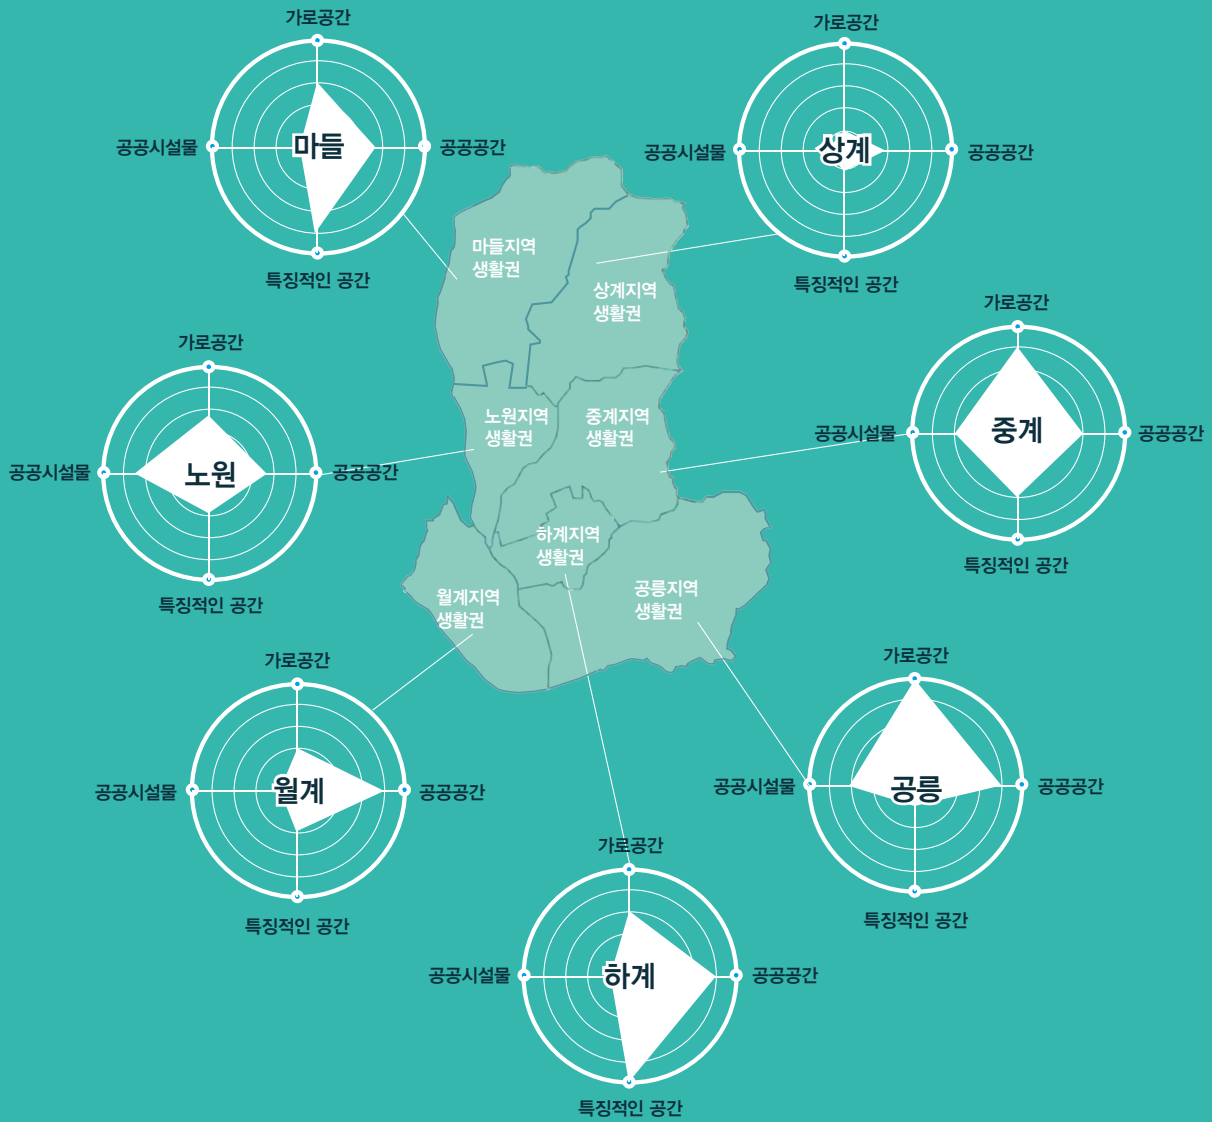 가로공간
공공시설물
마들
공공공간
특징적인 공간
가로공간
공공시설물
상계
공공공간
특징적인 공간
마들지역
생활권
상계지역
생활권
가로공간
공공시설물
노원
공공공간
특징적인 공간
노원지역
생활권
중계지역
생활권
가로공간
공공시설물
중계
공공공간
특징적인 공간
하계지역
생활권
월계지역
생활권
공릉지역
생활권
가로공간
공공시설물
월계
공공공간
특징적인 공간
가로공간
공공시설물
공릉
공공공간
특징적인 공간
가로공간
공공시설물
하계
공공공간
특징적인 공간